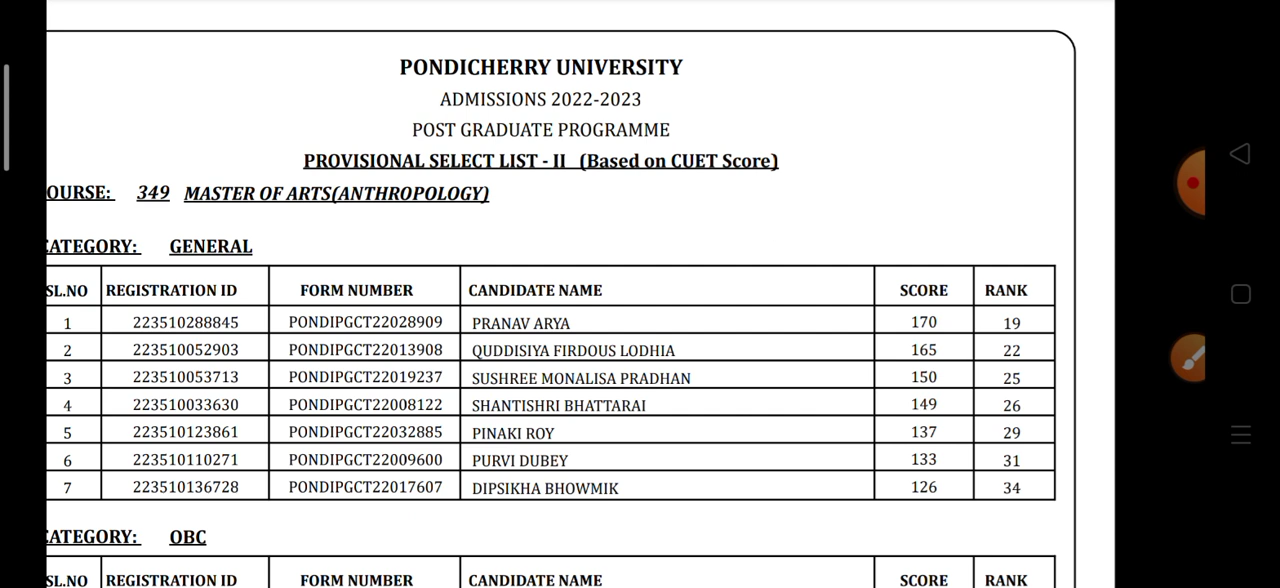 PONDICHERRY UNIVERSITY
ADMISSIONS 2022-2023
POST GRADUATE PROGRAMME
PROVISIONAL SELECT LIST - II (Based on CUET Score)
OURSE: 349 MASTER OF ARTS(ANTHROPOLOGY)
ATEGORY: GENERAL
SL.NO REGISTRATION ID FORM NUMBER CANDIDATE NAME SCORE RANK
1 223510288845 PONDIPGCT22028909 PRANAV ARYA 170 19
2 223510052903 PONDIPGCT22013908 QUDDISIYA FIRDOUS LODHIA 165 22
3 223510053713 PONDIPGCT22019237 SUSHREE MONALISA PRADHAN 150 25
4 223510033630 PONDIPGCT22008122 SHANTISHRI BHATTARAI 149 26
5 223510123861 PONDIPGCT22032885 PINAKI ROY 137 29
6 223510110271 PONDIPGCT22009600 PURVI DUBEY 133 31
7 223510136728 PONDIPGCT22017607 DIPSIKHA BHOWMIK 126 34
ATEGORY: OBC
SL.NO REGISTRATION ID FORM NUMBER CANDIDATE NAME SCORE RANK